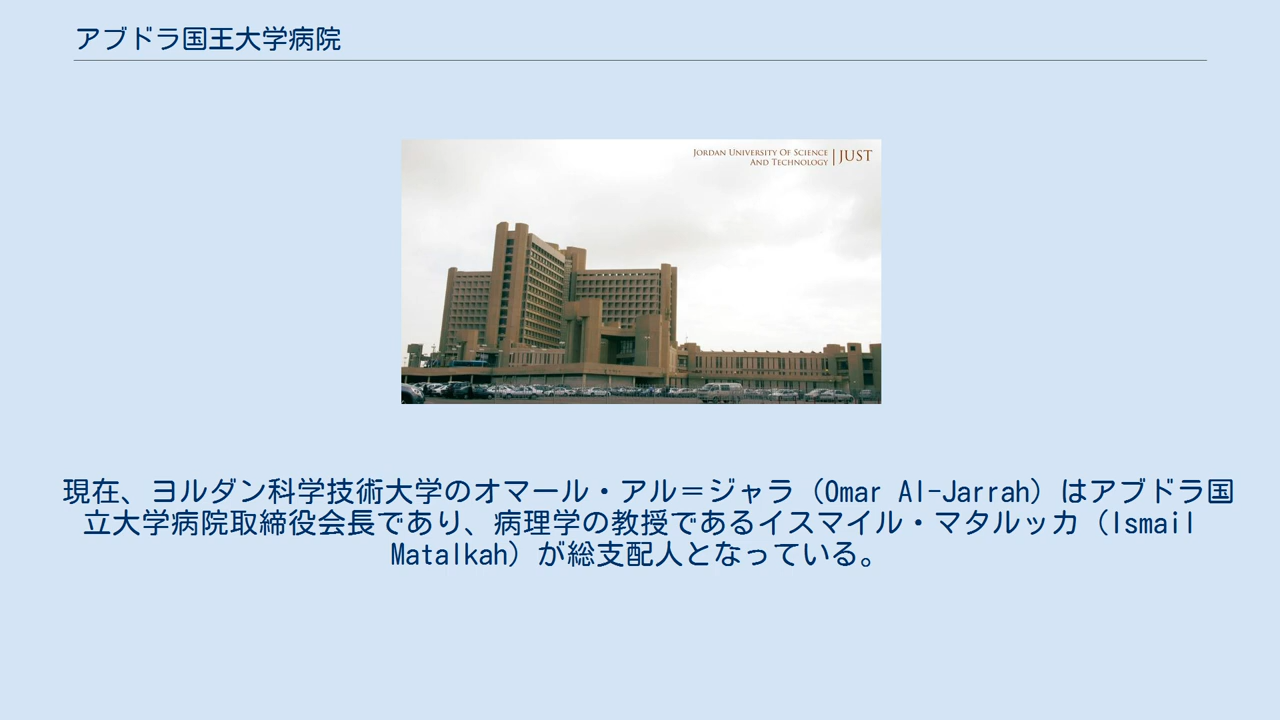 アブドラ国王大学病院
JORDAN UNIVERSITY OF SCIENCE
AND TECHNOLOGY
JUST
現在、ヨルダン科学技術大学のオマール・アル＝ジャラ（Omar Al-Jarrah）はアブドラ国
立大学病院取締役会長であり、病理学の教授であるイスマイル・マタルッカ（Ismail
Matalkah）が総支配人となっている。